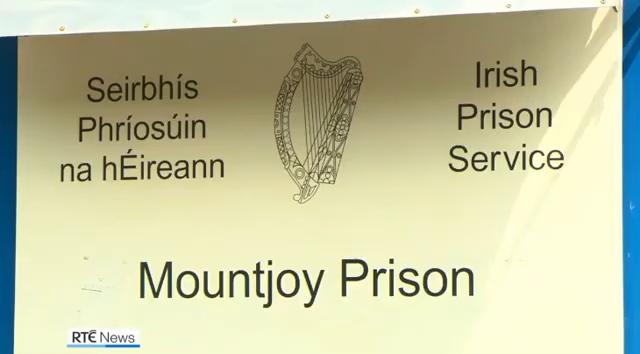 Seirbhís
Phríosúin
na hÉireann
Irish
Prison
Service
Mountjoy Prison
RTÉ News